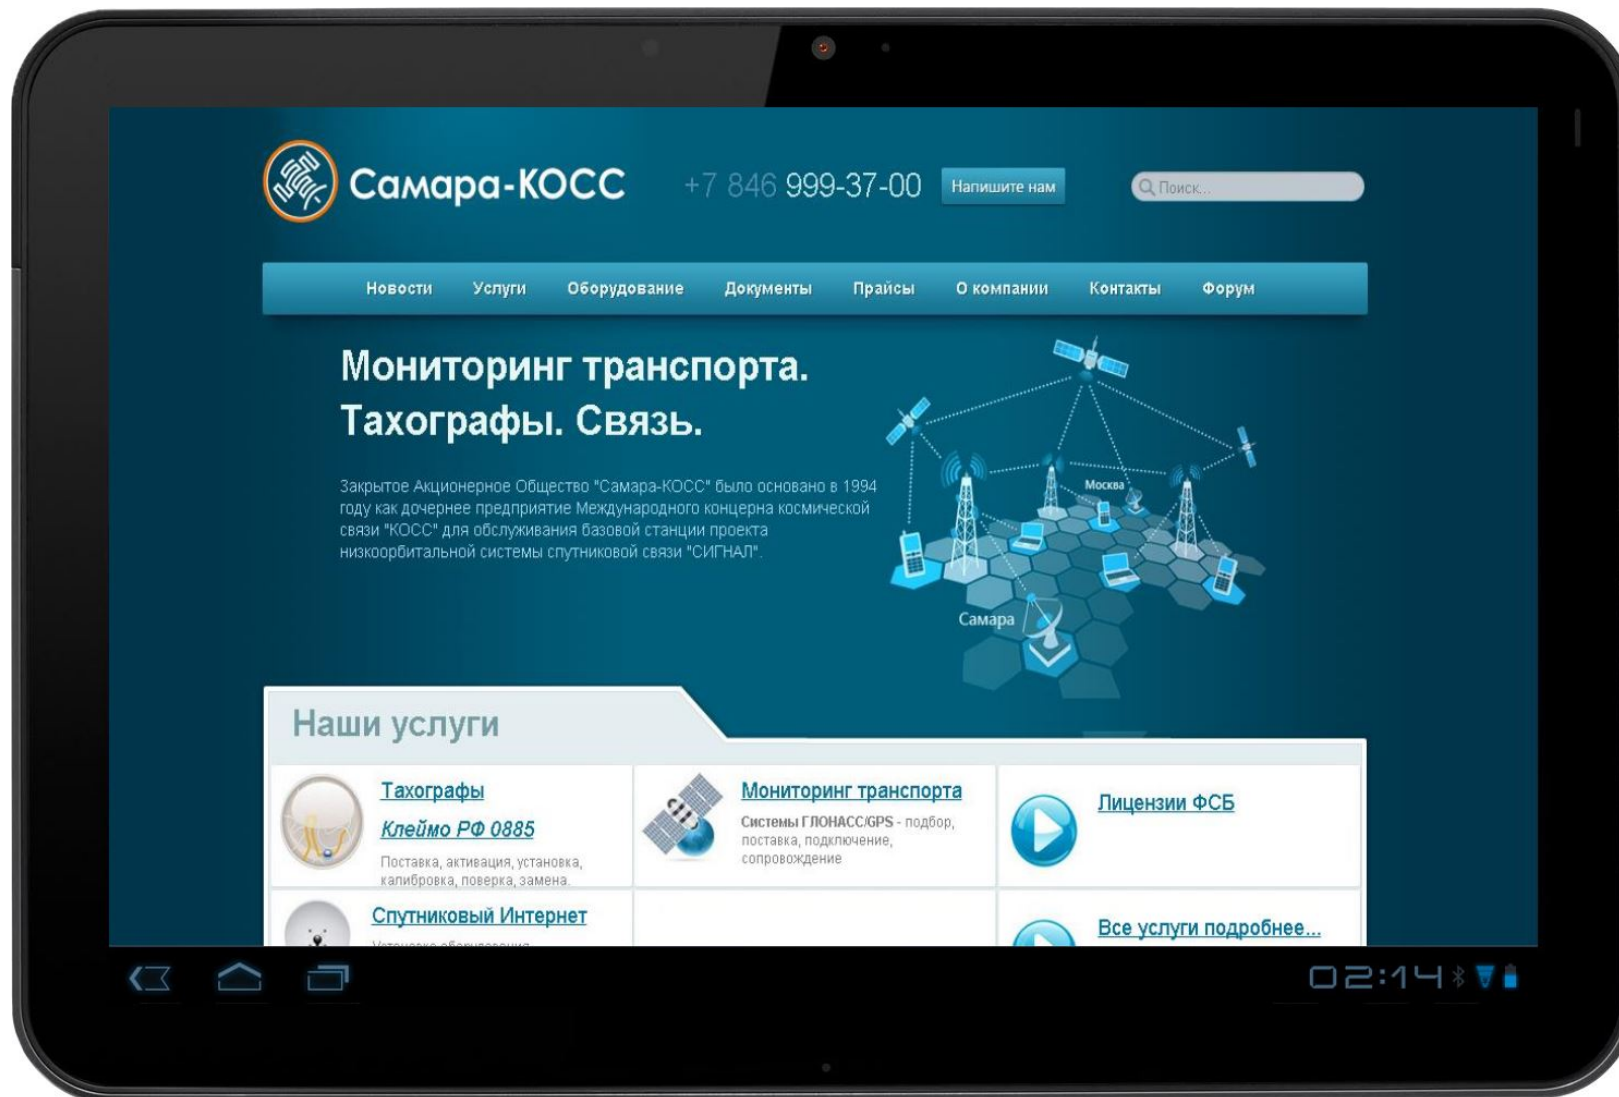 Самара-КОСС
+7 846 999-37-00
Напишите нам
Поиск...
Новости Услуги Оборудование Документы Прайсы О компании Контакты Форум
Мониторинг транспорта.
Тахографы. Связь.
Закрытое Акционерное Общество "Самара-КОСС" было основано в 1994
году как дочернее предприятие Международного концерна космической
связи "КОСС" для обслуживания базовой станции проекта
низкоорбитальной системы спутниковой связи "СИГНАЛ".
Москва
Самара
Наши услуги
Тахографы
Клеймо РФ 0885
Поставка, активация, установка,
калибровка, поверка, замена.
Мониторинг транспорта
Системы ГЛОНАСС/GPS - подбор,
поставка, подключение,
сопровождение
Лицензии ФСБ
Спутниковый Интернет
Все услуги подробнее...
02:14